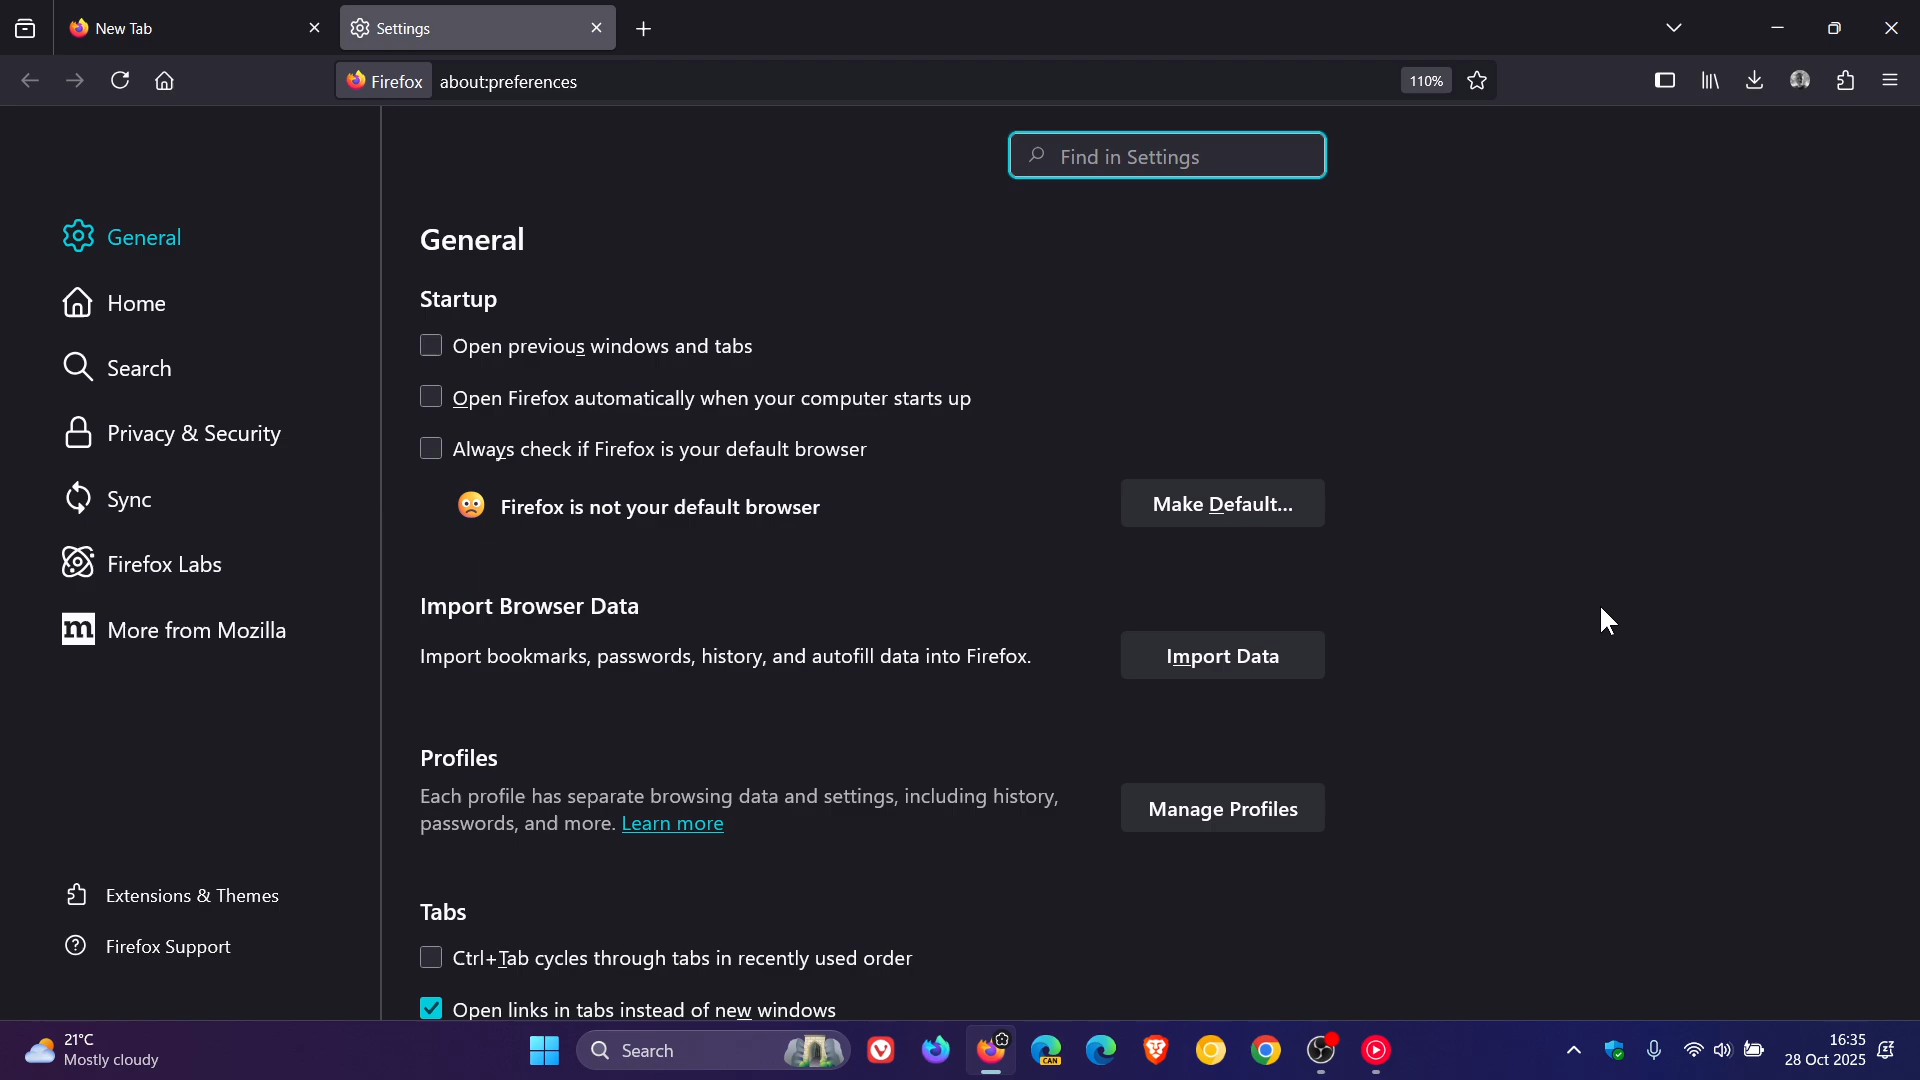 New Tab
Settings
Firefox
about:preferences
110%
Find in Settings
General
Home
Search
Privacy & Security
Sync
Firefox Labs
More from Mozilla
Extensions & Themes
Firefox Support
General
Startup
Open previous windows and tabs
Open Firefox automatically when your computer starts up
Always check if Firefox is your default browser
Firefox is not your default browser
Make Default...
Import Browser Data
Import bookmarks, passwords, history, and autofill data into Firefox.
Import Data
Profiles
Each profile has separate browsing data and settings, including history,
passwords, and more. Learn more
Manage Profiles
Tabs
Ctrl+Tab cycles through tabs in recently used order
Open links in tabs instead of new windows
21°C
Mostly cloudy
Search
CAN
16:35
28 Oct 2025